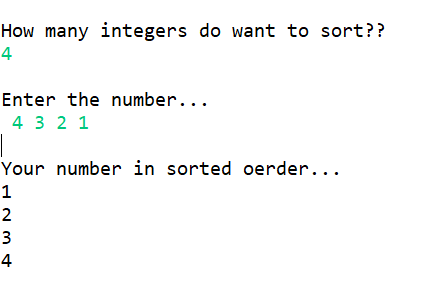 How many integers do want to sort??
4
Enter the number...
4 3 2 1
Your number in sorted oerder...
1
2
3
4